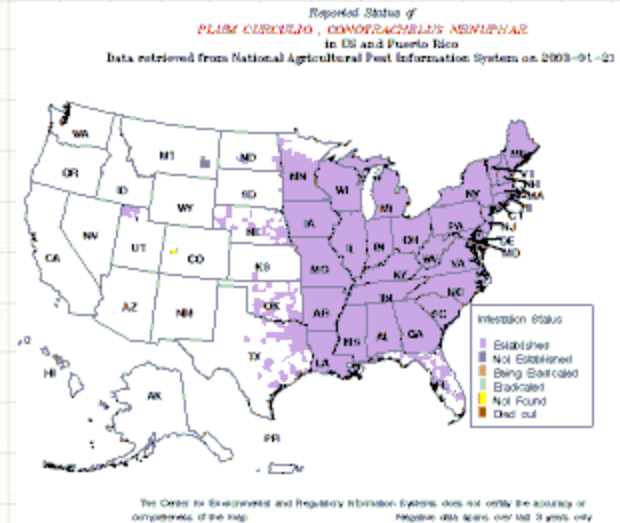 Reported Status of
PLUM CURCULIO , CONOTRACHELUS NENUPHAR
in US and Puerto Rico
Data retrieved from National Agricultural Pest Information System on 2003-01-21
WA
MT
ND
OR
MN
ID
SD
WI
WY
MI
NY
VT
NH
MA
CT
NJ
DE
MD
IA
NE
PA
NV
UT
CO
IL
IN
OH
CA
KS
MO
WV
VA
KY
NC
TN
AZ
NM
OK
AR
SC
MS
AL
GA
TX
LA
HI
AK
PR
Infestation Status
Established
Not Established
Being Eradicated
Eradicated
Not Found
Died out
The Center for Environmental and Regulatory Information Systems does not certify the accuracy or
completeness of the map. Negative data spans over last 3 years only